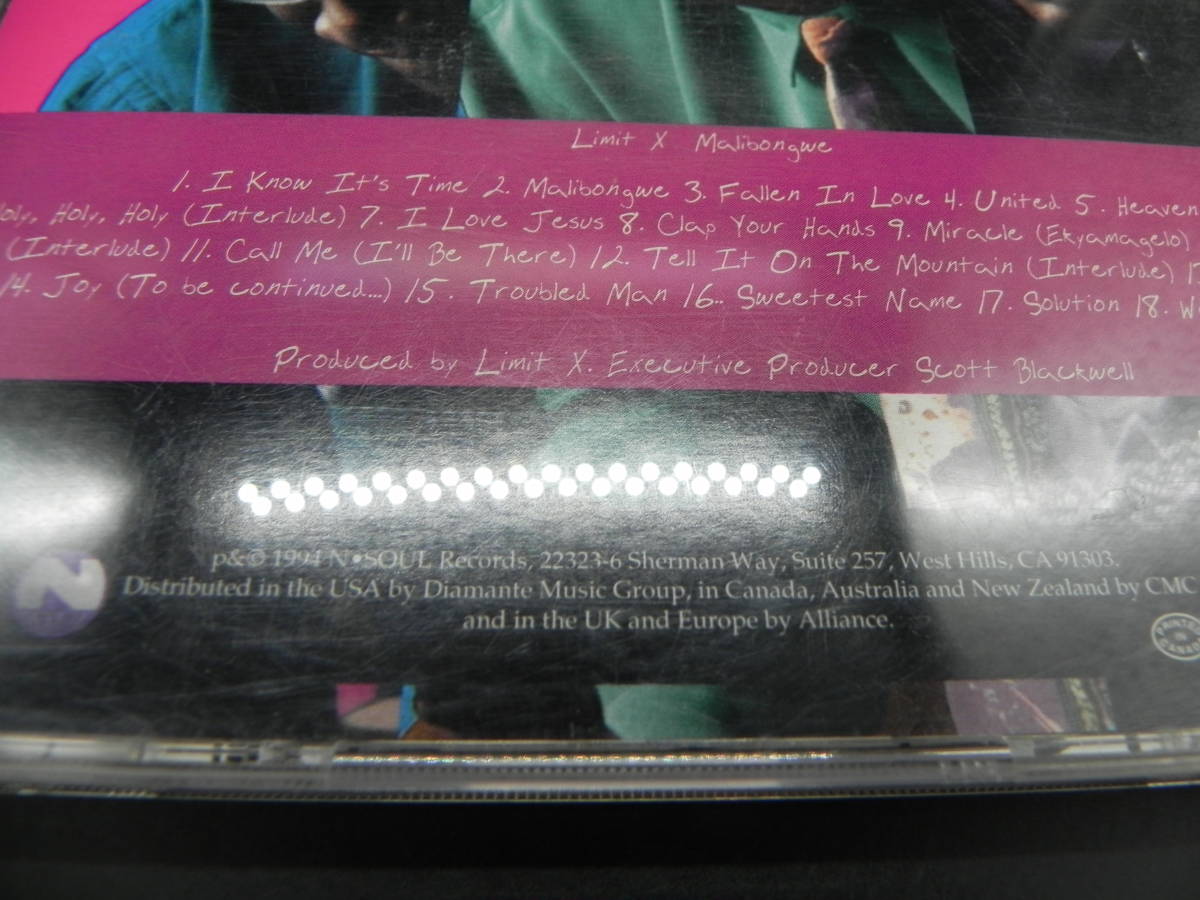 Limit X Malibongwe
1. I Know It's Time 2. Malibongwe 3. Fallen In Love 4. United 5. Heaven
Holy, Holy, Holy (Interlude) 7. I Love Jesus 8. Clap Your Hands 9. Miracle (Ekyamagelo)
(Interlude) 11. Call Me (I'll Be There) 12. Tell It On The Mountain (Interlude)
14. Joy (To be continued...) 15. Troubled Man 16.. Sweetest Name 17. Solution 18.
Produced by Limit X. Executive Producer Scott Blackwell
p&© 1994 N•SOUL Records, 22323-6 Sherman Way, Suite 257, West Hills, CA 91303.
N
Distributed in the USA by Diamante Music Group, in Canada, Australia and New Zealand by CMC
and in the UK and Europe by Alliance.
PRINTED IN CANADA